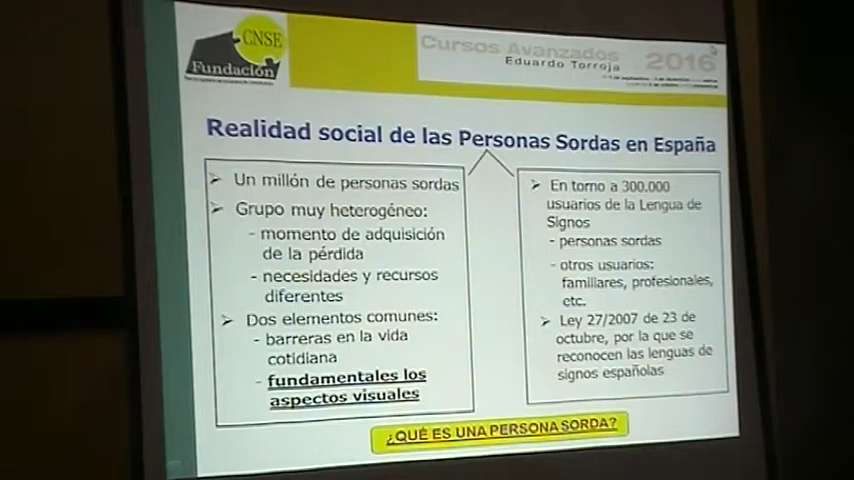 CNSE
Fundación
Cursos Avanzados 2016
Eduardo Torroja
Realidad social de las Personas Sordas en España
➢ Un millón de personas sordas
➢ Grupo muy heterogéneo:
- momento de adquisición
de la pérdida
- necesidades y recursos
diferentes
➢ Dos elementos comunes:
- barreras en la vida
cotidiana
- fundamentales los
aspectos visuales
➢ En torno a 300.000
usuarios de la Lengua de
Signos
- personas sordas
- otros usuarios:
familiares, profesionales,
etc.
➢ Ley 27/2007 de 23 de
octubre, por la que se
reconocen las lenguas de
signos españolas
¿QUÉ ES UNA PERSONA SORDA?